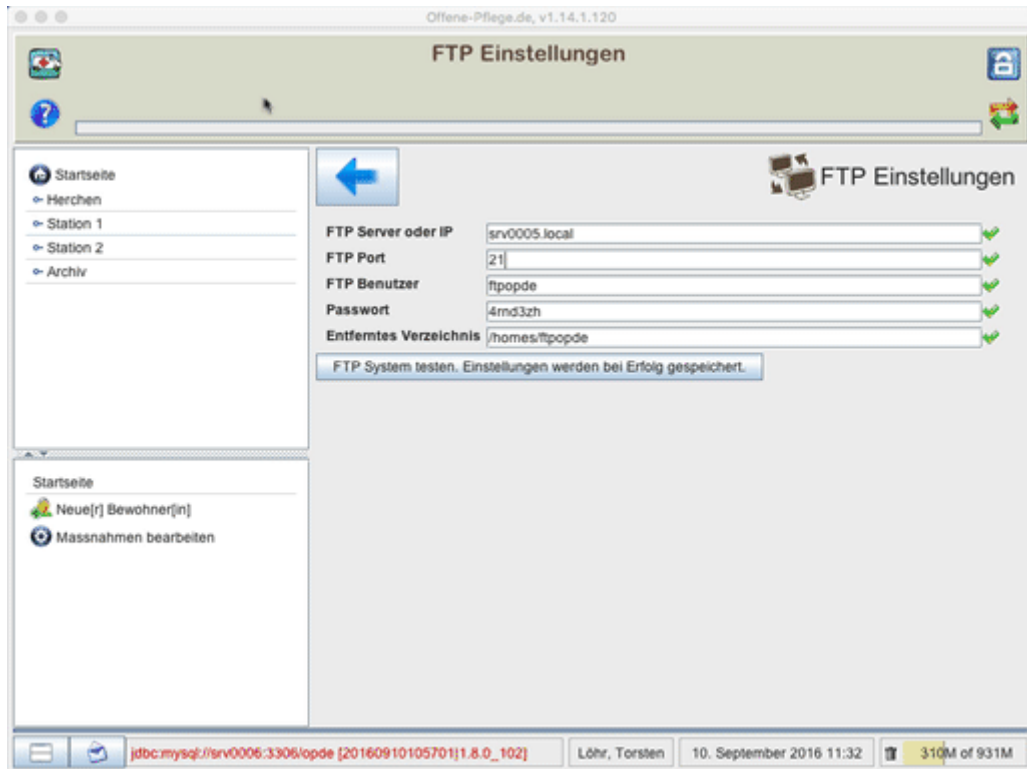 Offene-Pflege.de, v1.14.1.120
FTP Einstellungen
Startseite
Herchen
Station 1
Station 2
Archiv
FTP Einstellungen
FTP Server oder IP srv0005.local
FTP Port 21
FTP Benutzer ftpopde
Passwort 4rnd3zh
Entferntes Verzeichnis /homes/ftpopde
FTP System testen. Einstellungen werden bei Erfolg gespeichert.
Startseite
Neue[r] Bewohner[in]
Massnahmen bearbeiten
jdbc:mysql://srv0006:3306/opde [20160910105701|1.8.0_102] Löhr, Torsten 10. September 2016 11:32 310M of 931M